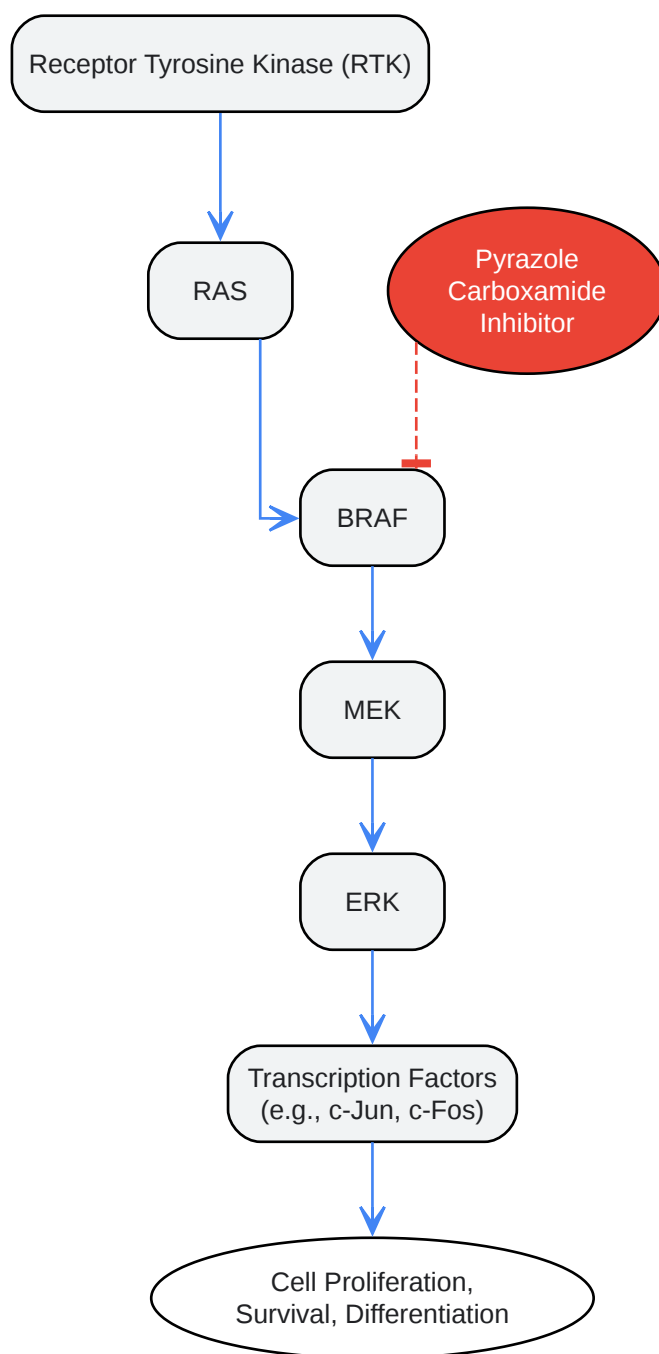 Receptor Tyrosine Kinase (RTK)
RAS
Pyrazole
Carboxamide
Inhibitor
BRAF
MEK
ERK
Transcription Factors
(e.g., c-Jun, c-Fos)
Cell Proliferation,
Survival, Differentiation